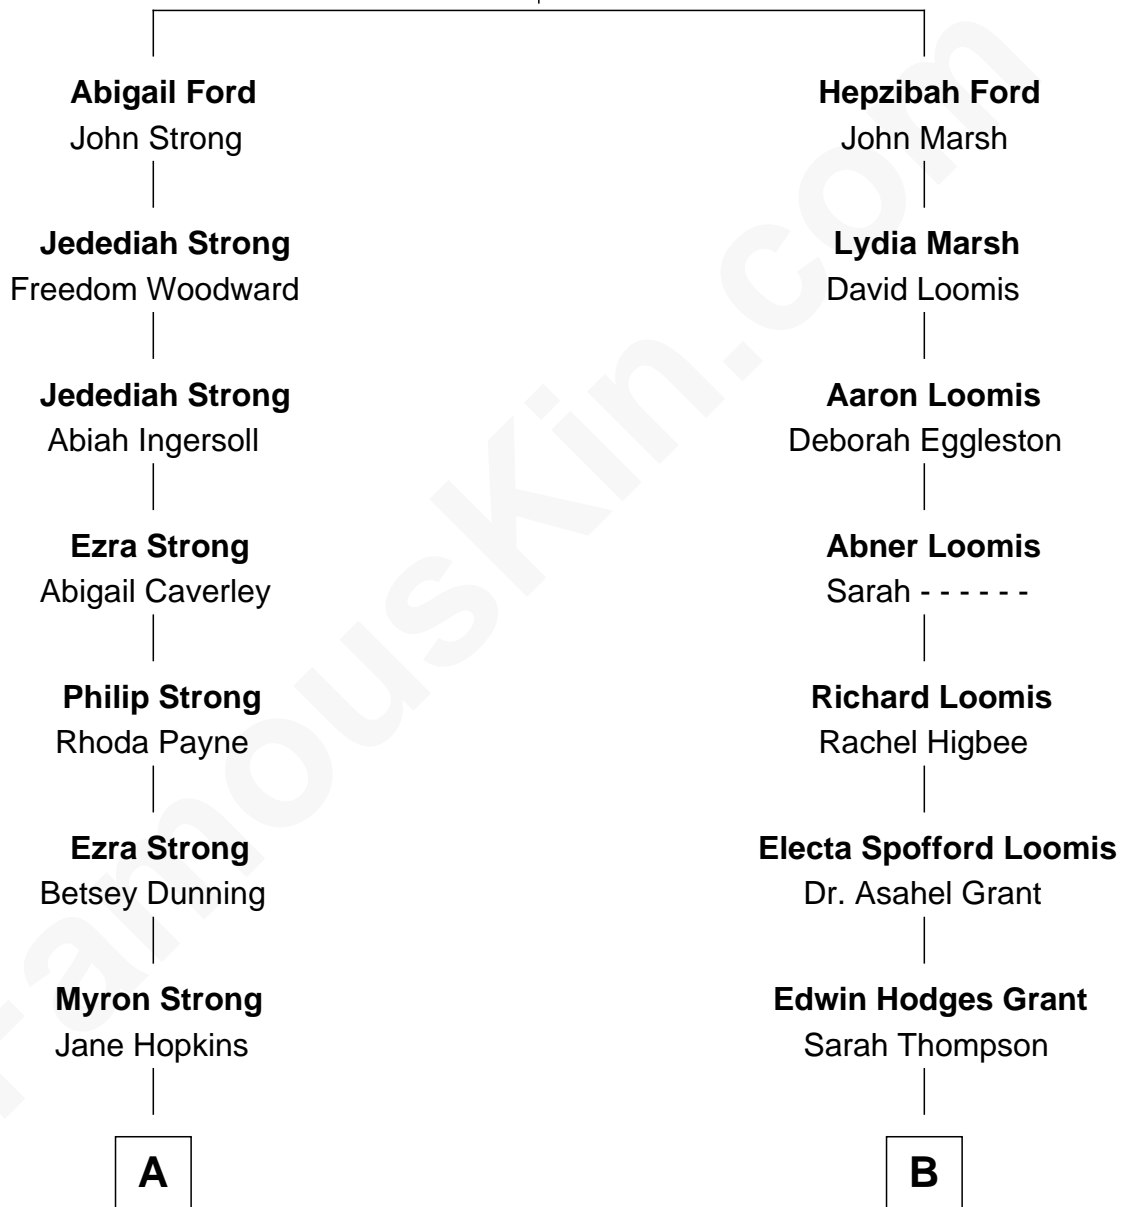 Abigail Ford
John Strong
Hepzibah Ford
John Marsh
Jedediah Strong
Freedom Woodward
Lydia Marsh
David Loomis
Jedediah Strong
Abiah Ingersoll
Aaron Loomis
Deborah Eggleston
Ezra Strong
Abigail Caverley
Abner Loomis
Sarah - - - - - -
Philip Strong
Rhoda Payne
Richard Loomis
Rachel Higbee
Ezra Strong
Betsey Dunning
Electa Spofford Loomis
Dr. Asahel Grant
Myron Strong
Jane Hopkins
Edwin Hodges Grant
Sarah Thompson
A
B
FamousKin.com